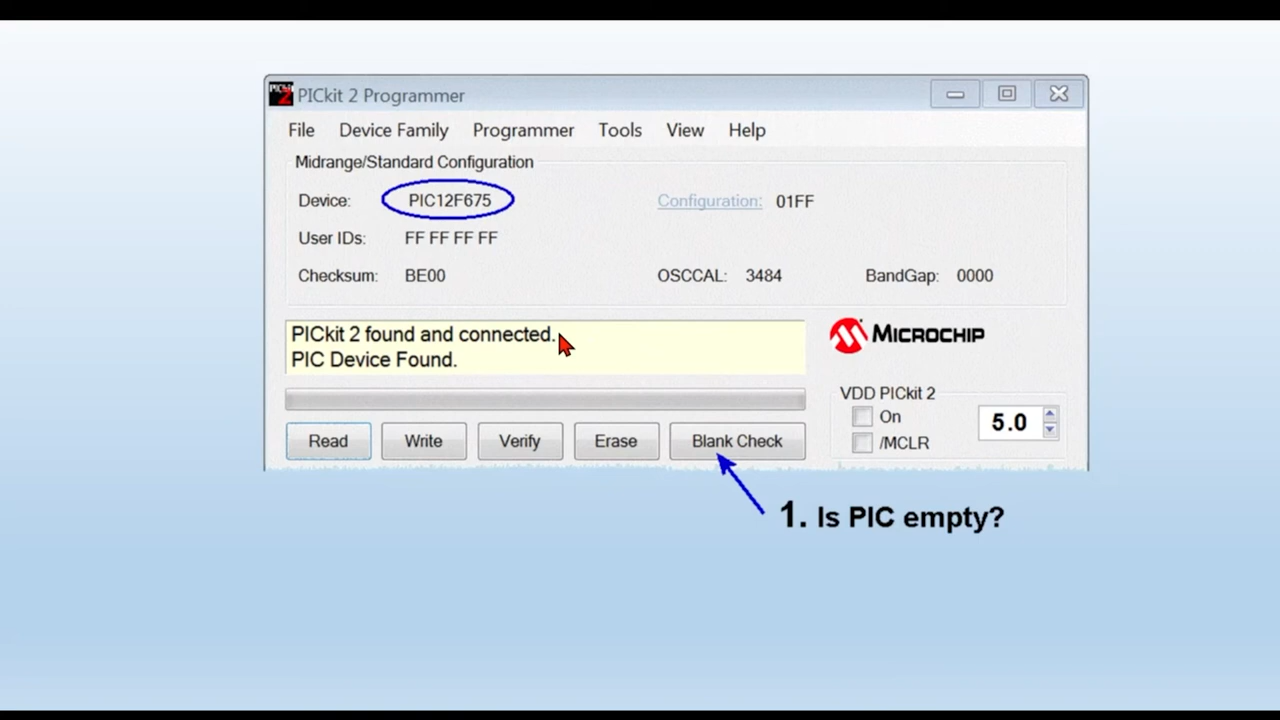 PICkit 2 Programmer
File Device Family Programmer Tools View Help
Midrange/Standard Configuration
Device: PIC12F675 Configuration: 01FF
User IDs: FF FF FF FF
Checksum: BE00 OSCCAL: 3484 BandGap: 0000
PICkit 2 found and connected.
PIC Device Found.
MICROCHIP
VDD PICkit 2
On
/MCLR
5.0
Read Write Verify Erase Blank Check
1. Is PIC empty?